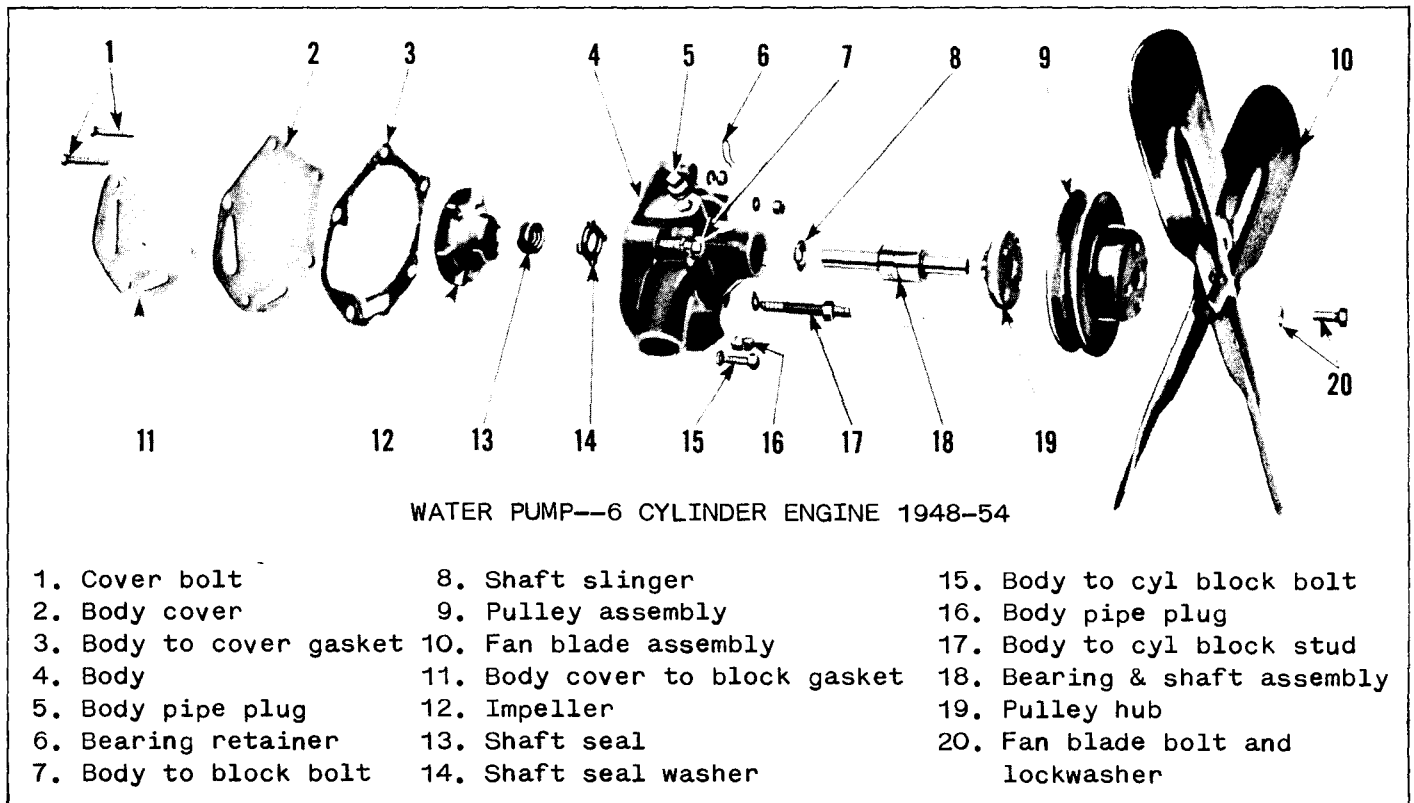 1 2 3 4 5 6 7 8 9 10
11 12 13 14 15 16 17 18 19 20
WATER PUMP--6 CYLINDER ENGINE 1948-54
1. Cover bolt
2. Body cover
3. Body to cover gasket
4. Body
5. Body pipe plug
6. Bearing retainer
7. Body to block bolt
8. Shaft slinger
9. Pulley assembly
10. Fan blade assembly
11. Body cover to block gasket
12. Impeller
13. Shaft seal
14. Shaft seal washer
15. Body to cyl block bolt
16. Body pipe plug
17. Body to cyl block stud
18. Bearing & shaft assembly
19. Pulley hub
20. Fan blade bolt and
lockwasher